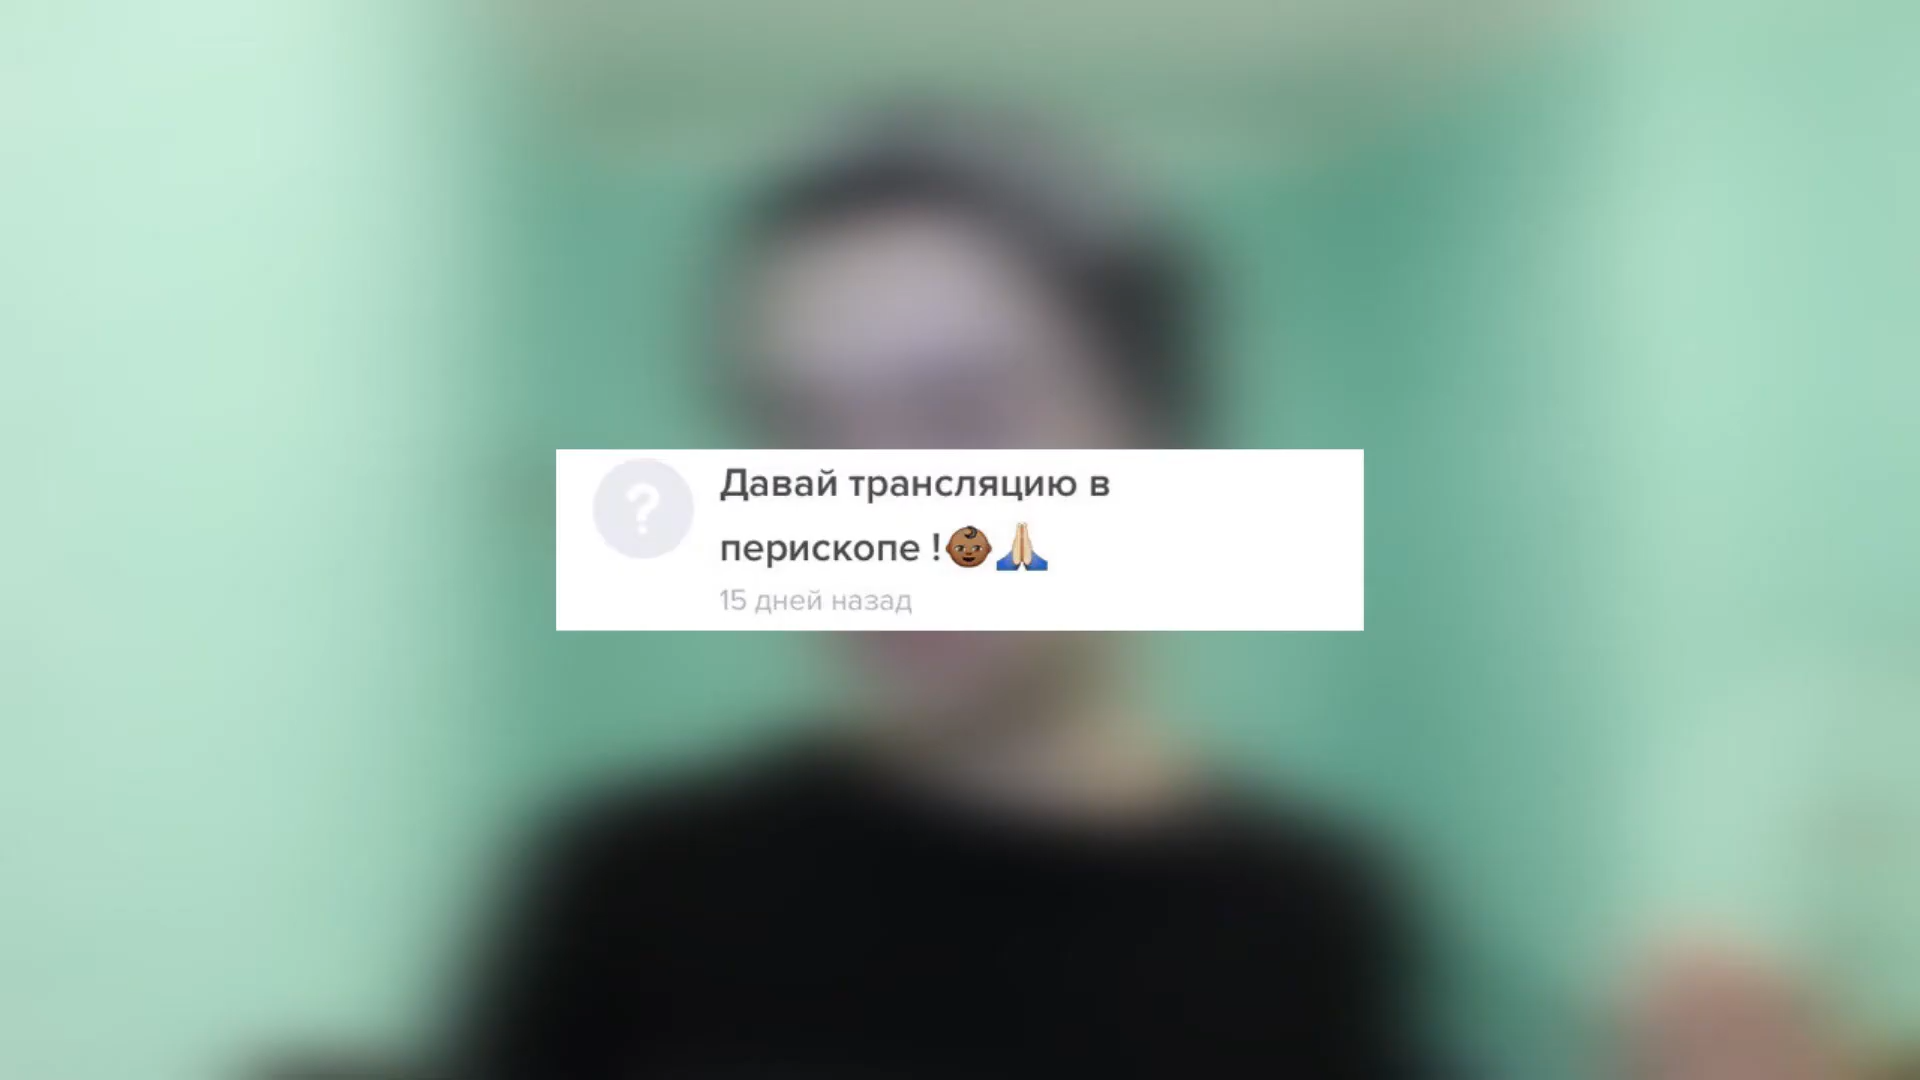 Давай трансляцию в
перископе !👶🏾🙏🏼
15 дней назад